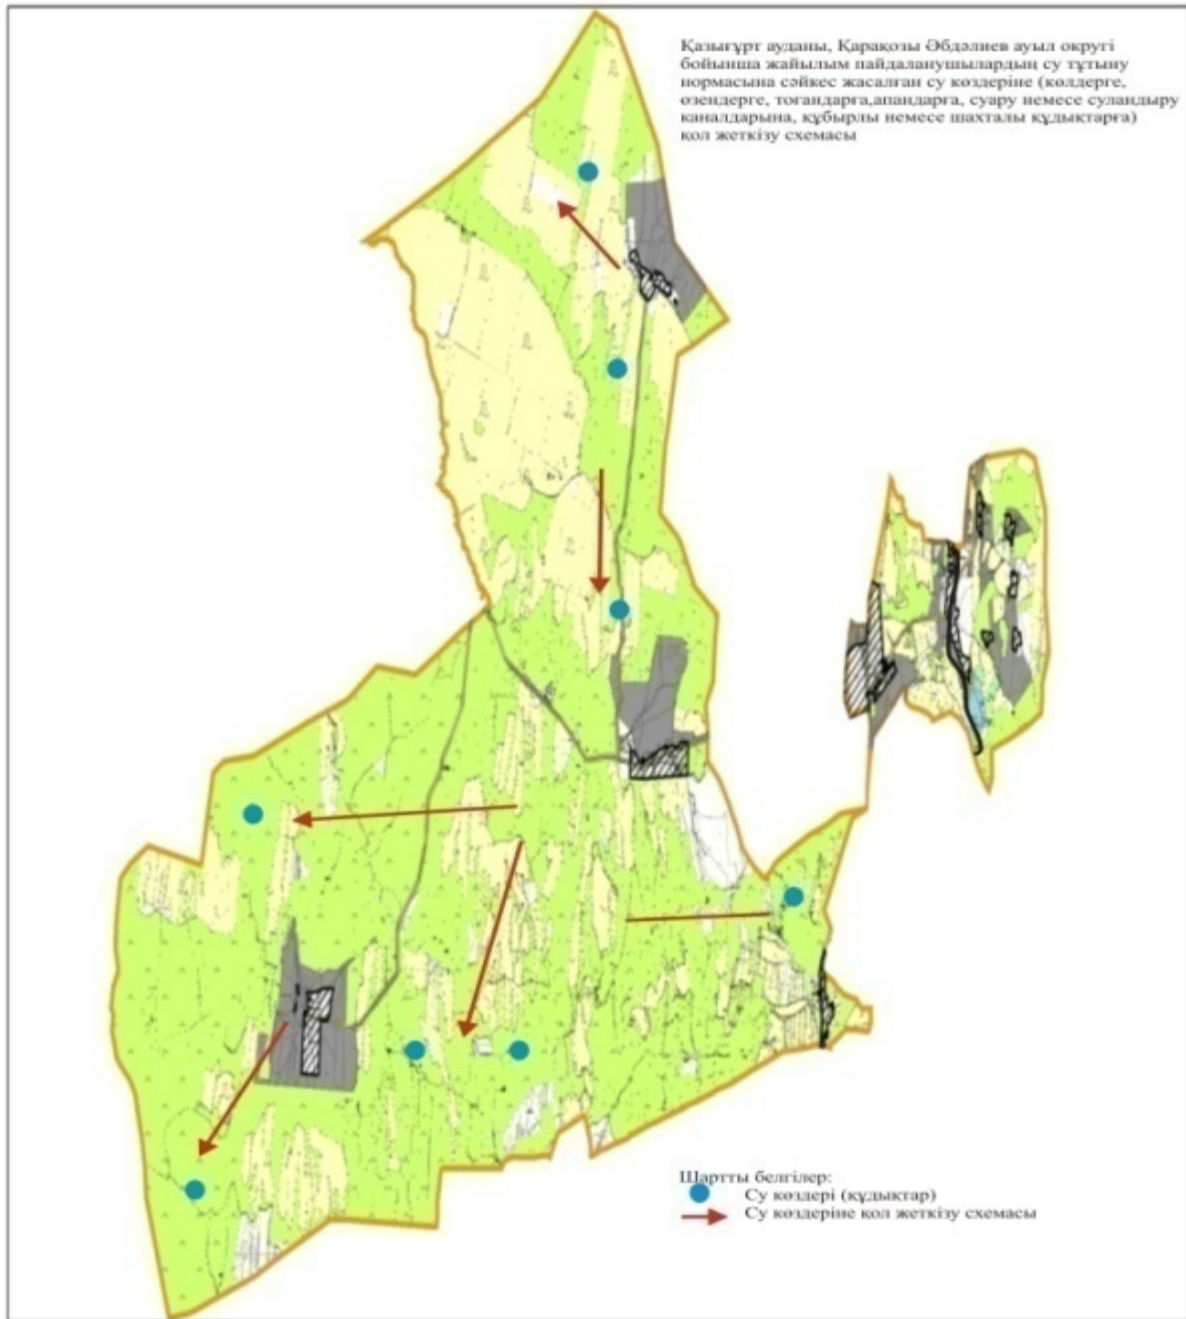 Қазығұрт ауданы, Қарақозы Әбдәлиев ауыл округі
бойынша жайылым пайдаланушылардың су тұтыну
нормасына сәйкес жасалған су көздеріне (көлдерге,
өзендерге, тоғандарға,апандарға, суару немесе суландыру
каналдарына, құбырлы немесе шахталы құдықтарға)
қол жеткізу схемасы
Шартты белгілер:
Су көздері (құдықтар)
Су көздеріне қол жеткізу схемасы